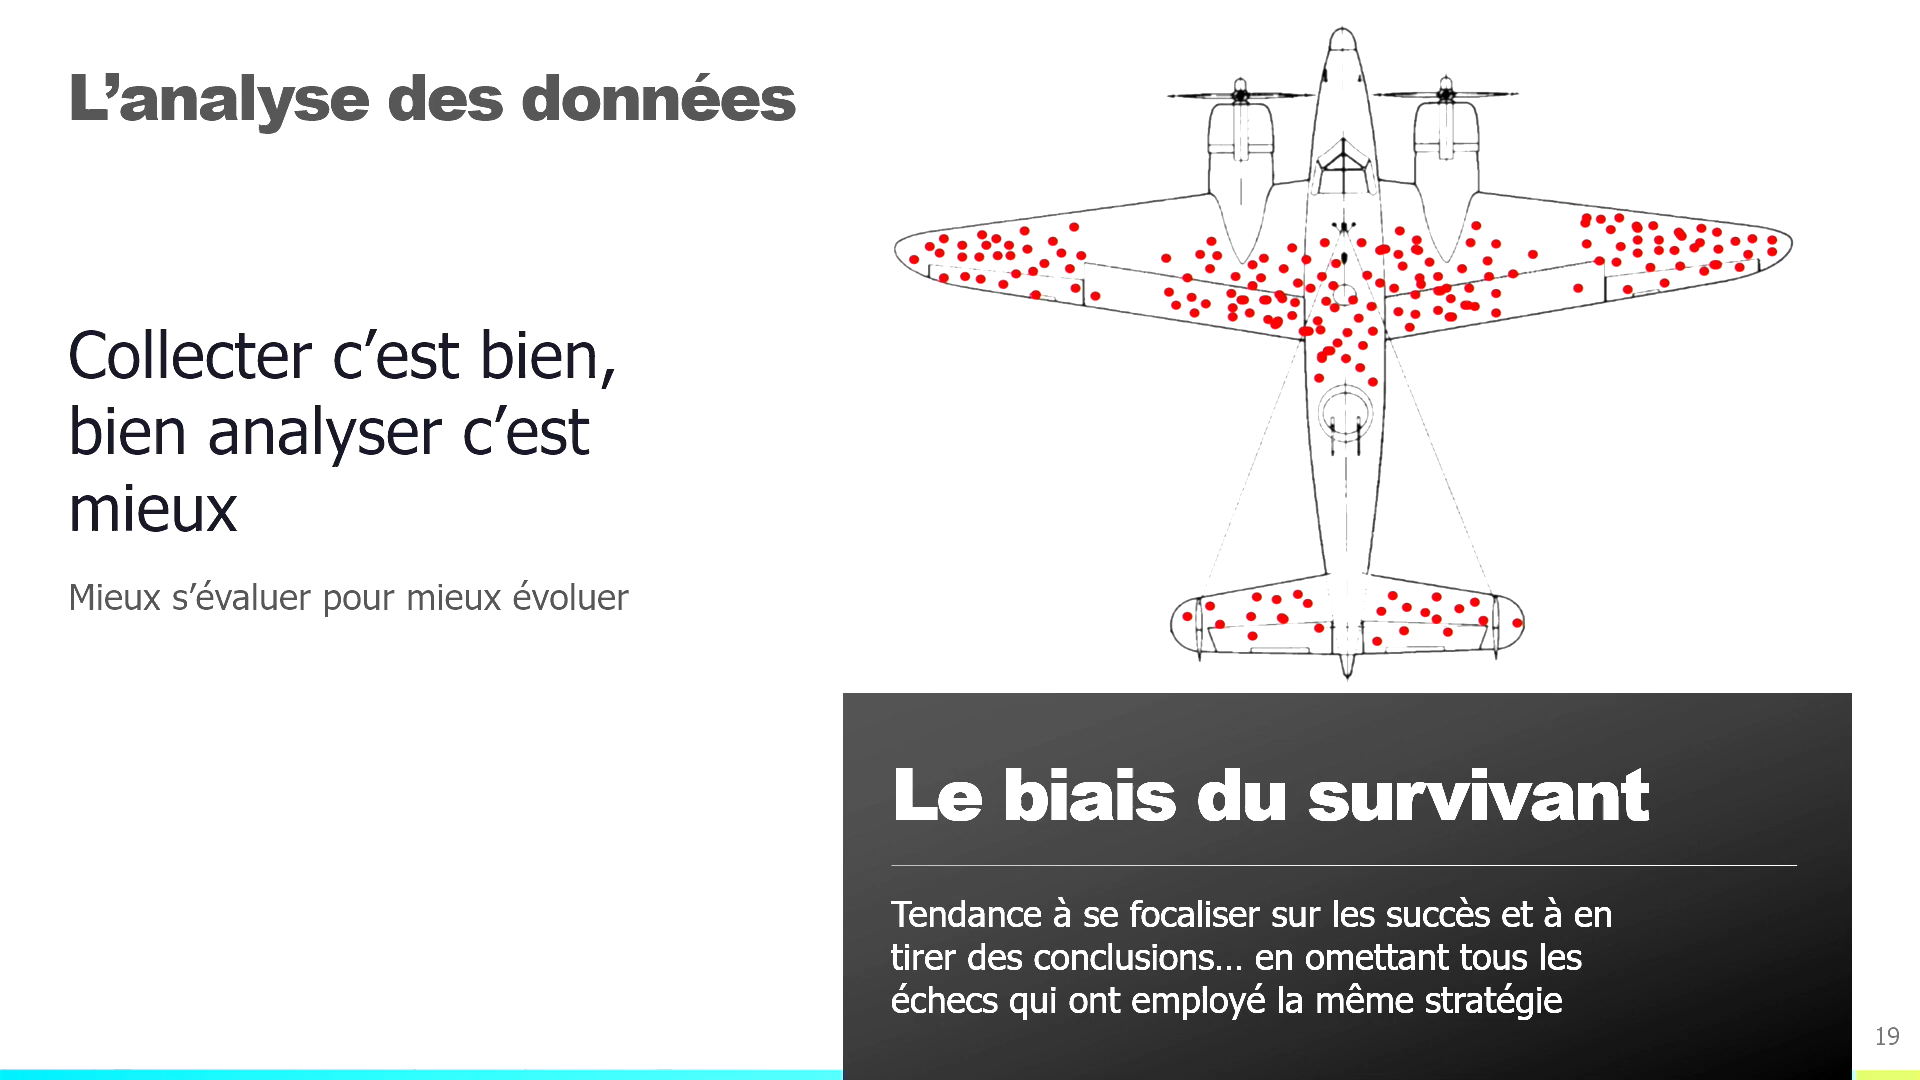 L’analyse des données
Collecter c’est bien,
bien analyser c’est
mieux
Mieux s’évaluer pour mieux évoluer
Le biais du survivant
Tendance à se focaliser sur les succès et à en
tirer des conclusions… en omettant tous les
échecs qui ont employé la même stratégie
19